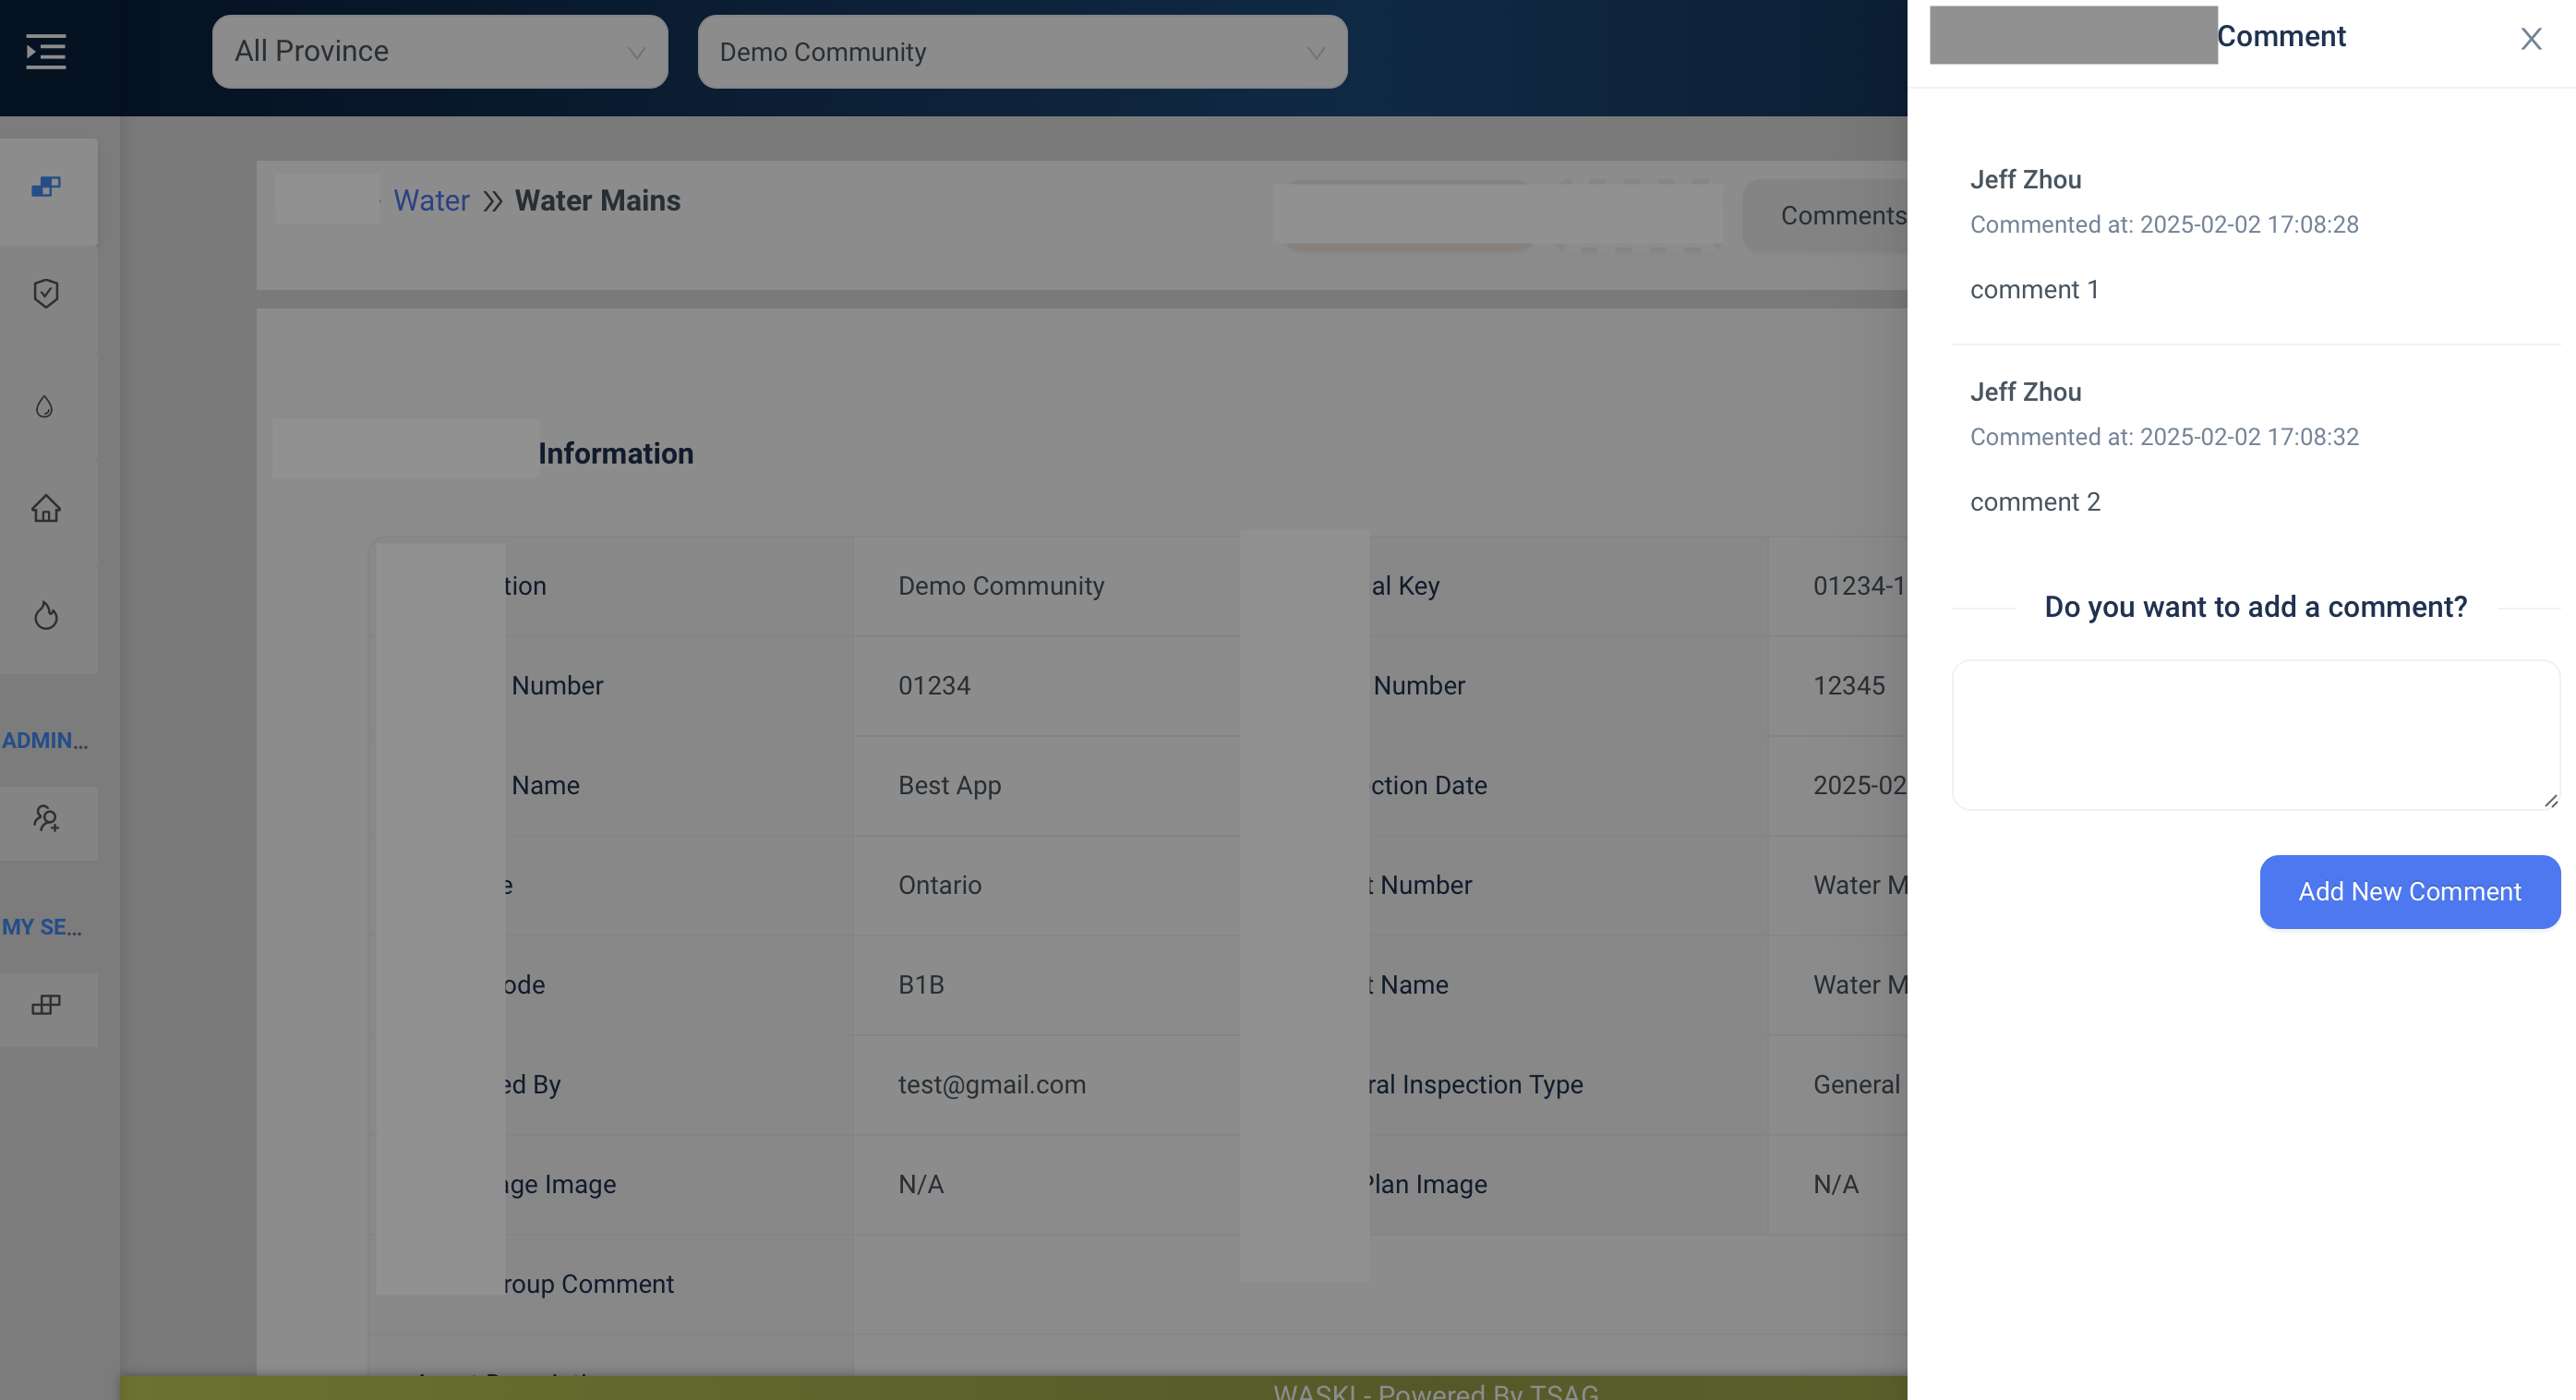 All Province
Demo Community
Water » Water Mains
Comments
Information
tion
Demo Community
al Key
01234-1
Number
01234
Number
12345
Name
Best App
ction Date
2025-02
e
Ontario
t Number
Water M
ode
B1B
t Name
Water M
ed By
test@gmail.com
ral Inspection Type
General
age Image
N/A
Plan Image
N/A
roup Comment
ADMIN...
MY SE...
WASKI - Powered By TSAG
Comment
Jeff Zhou
Commented at: 2025-02-02 17:08:28
comment 1
Jeff Zhou
Commented at: 2025-02-02 17:08:32
comment 2
Do you want to add a comment?
Add New Comment